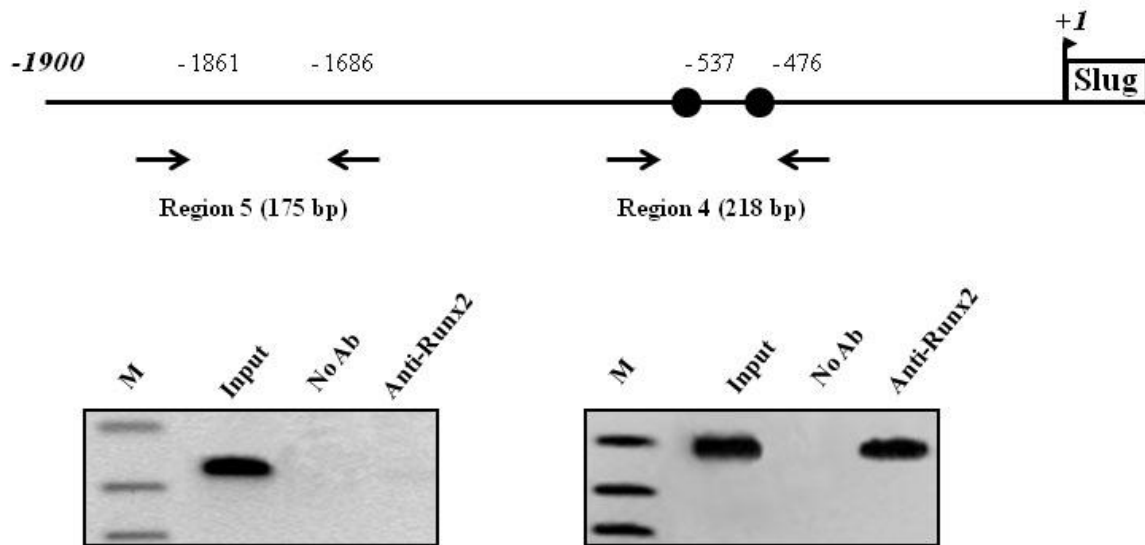 +1
-1900 -1861 -1686 -537 -476
Slug
Region 5 (175 bp) Region 4 (218 bp)
M Input No Ab Anti-Runx2
M Input No Ab Anti-Runx2